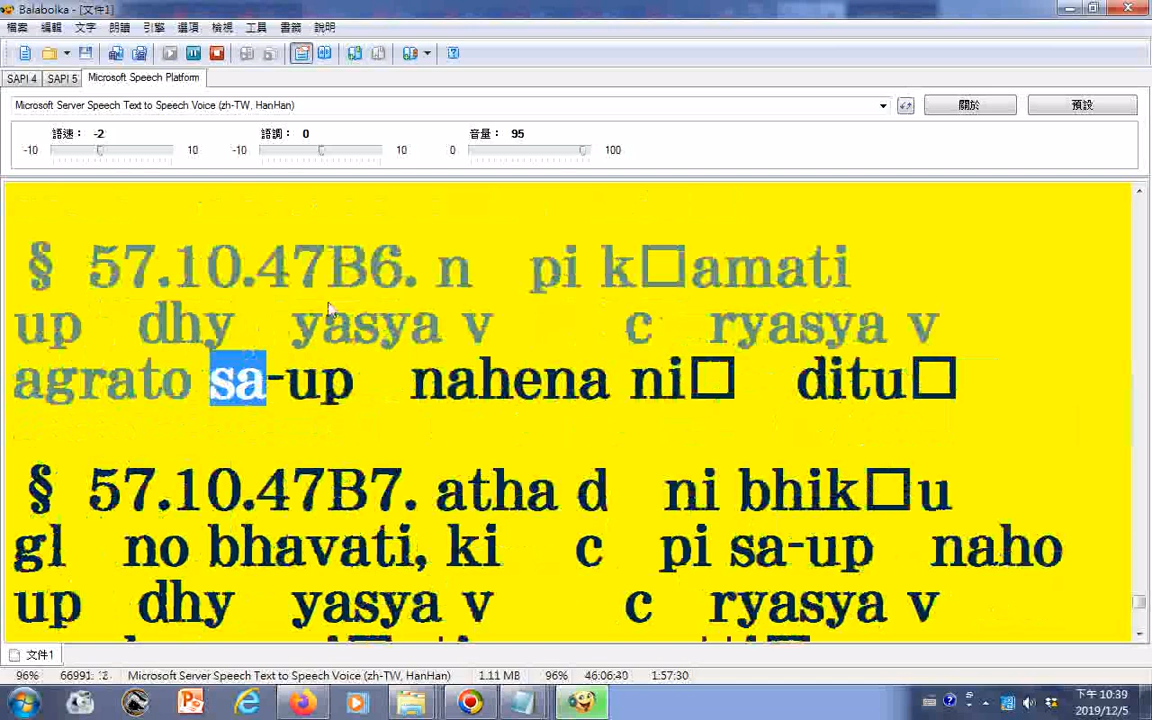 Balabolka - [文件1]
檔案 編輯 文字 朗讀 引擎 選項 檢視 工具 書籤 說明
SAPI 4 SAPI 5 Microsoft Speech Platform
Microsoft Server Speech Text to Speech Voice (zh-TW, HanHan) 關於 預設
語速： -2 語調： 0 音量： 95
-10 10 -10 10 0 100
§ 57.10.47B6. n pi k□amati
up dhy yasya v c ryasya v
agrato sa-up nahena ni□ ditu□
§ 57.10.47B7. atha d ni bhik□u
gl no bhavati, ki c pi sa-up naho
up dhy yasya v c ryasya v
文件1
96% Microsoft Server Speech Text to Speech Voice (zh-TW, HanHan) 1.11 MB 96% 46:06:40 1:57:30
下午 10:39
2019/12/5